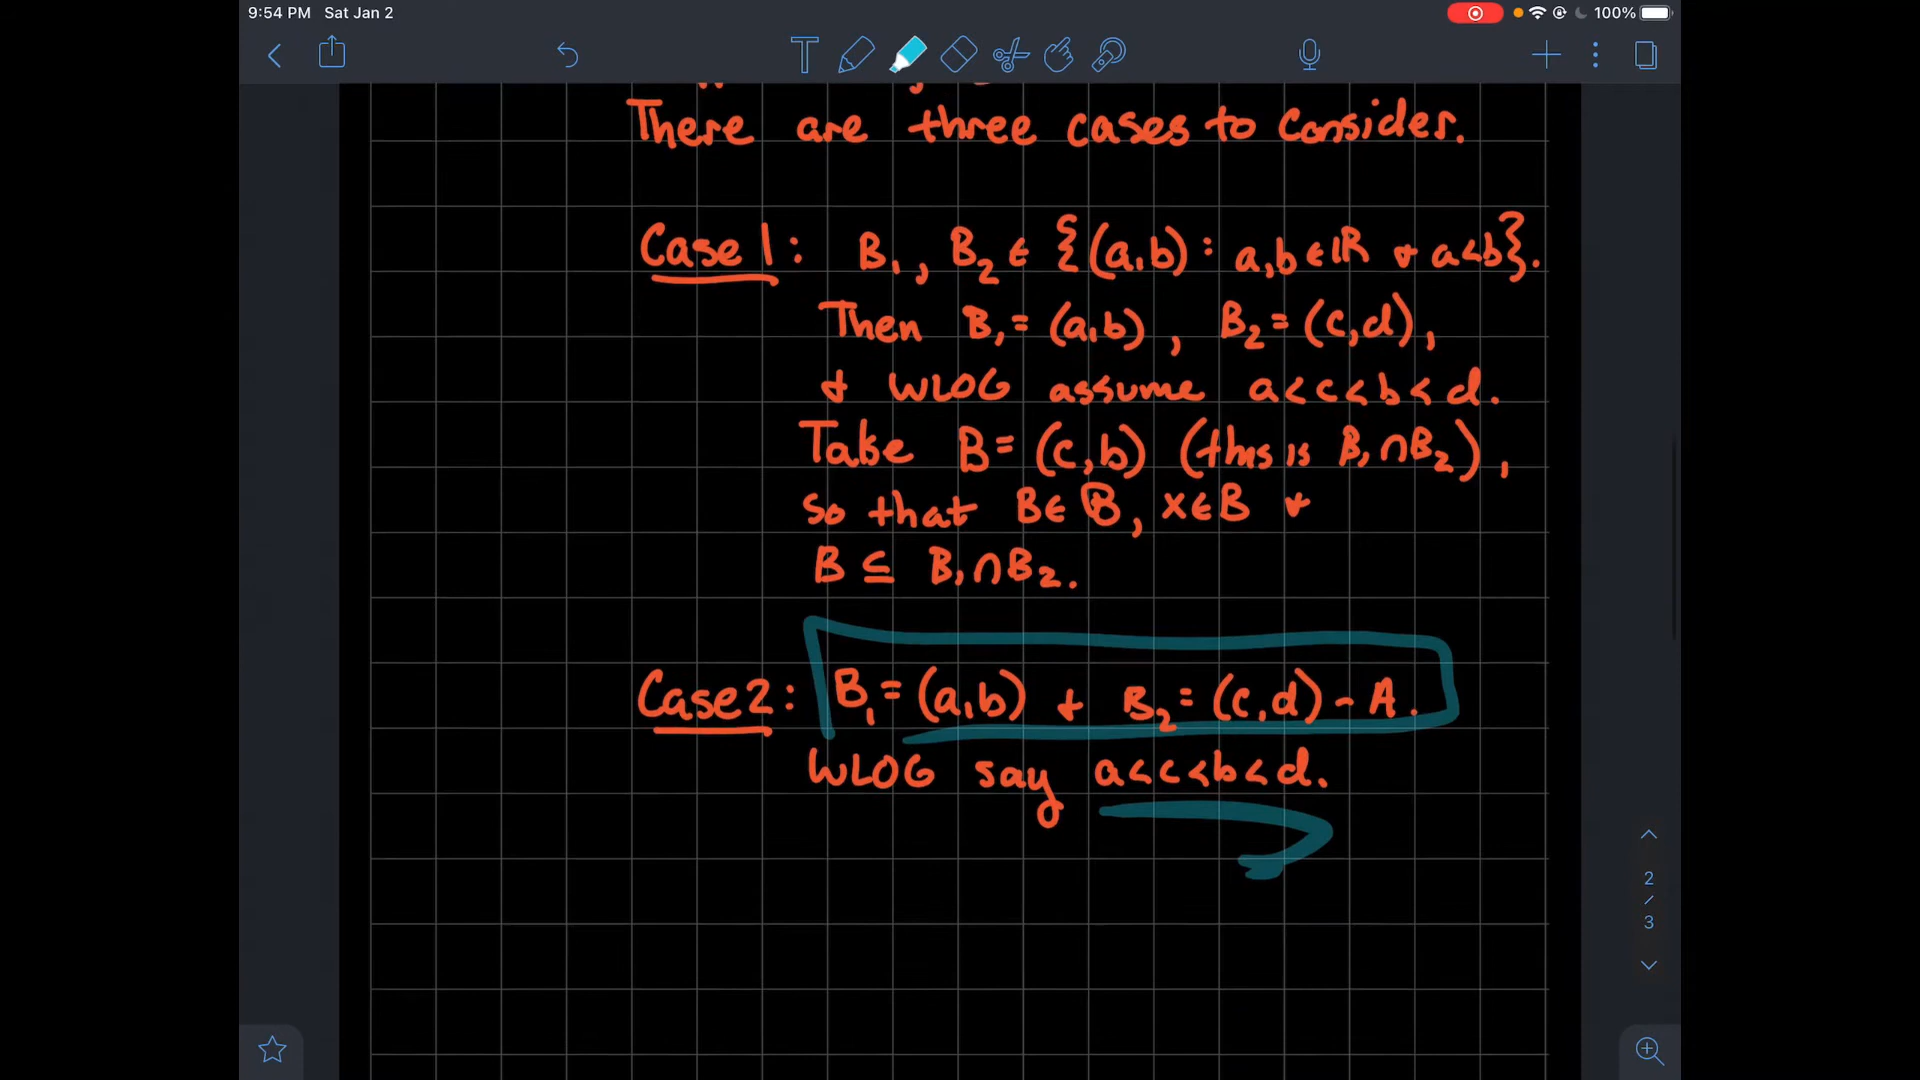 9:54 PM Sat Jan 2
100%
There are three cases to consider.
Case 1: B₁, B₂ ∈ {(a,b) : a,b ∈ ℝ & a<b}.
Then B₁ = (a,b), B₂ = (c,d),
& WLOG assume a<c<b<d.
Take B = (c,b) (this is B₁∩B₂),
so that B∈𝔅, x∈B &
B ⊆ B₁∩B₂.
Case 2: B₁ = (a,b) & B₂ = (c,d) - A.
WLOG say a<c<b<d.
2
/
3